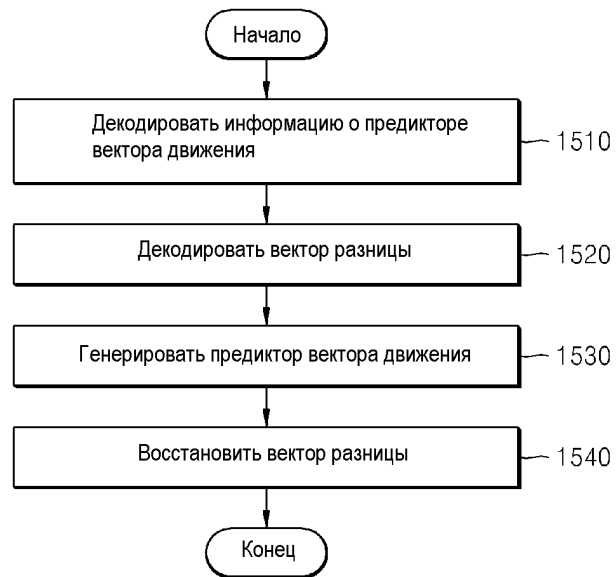 Начало
Декодировать информацию о предикторе
вектора движения
1510
Декодировать вектор разницы
1520
Генерировать предиктор вектора движения
1530
Восстановить вектор разницы
1540
Конец